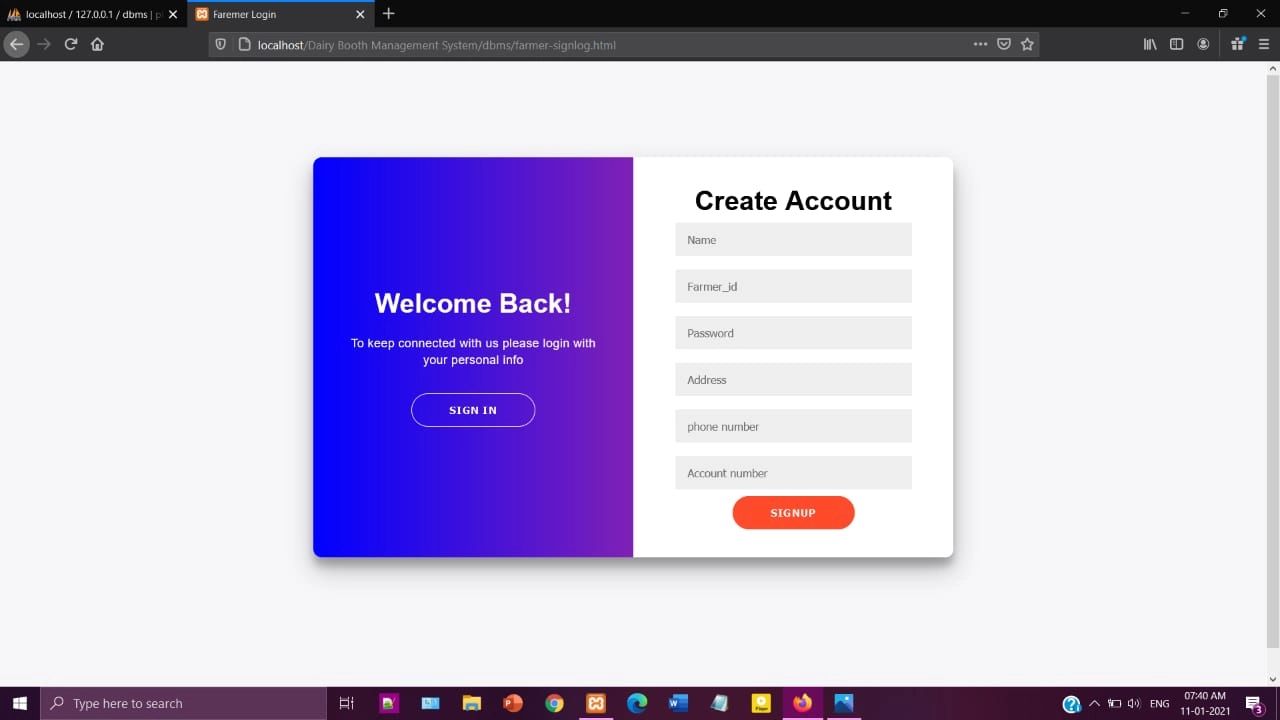 localhost / 127.0.0.1 / dbms | p
Faremer Login
localhost/Dairy Booth Management System/dbms/farmer-signlog.html
Welcome Back!
To keep connected with us please login with
your personal info
SIGN IN
Create Account
Name
Farmer_id
Password
Address
phone number
Account number
SIGNUP
Type here to search
ENG
07:40 AM
11-01-2021
3